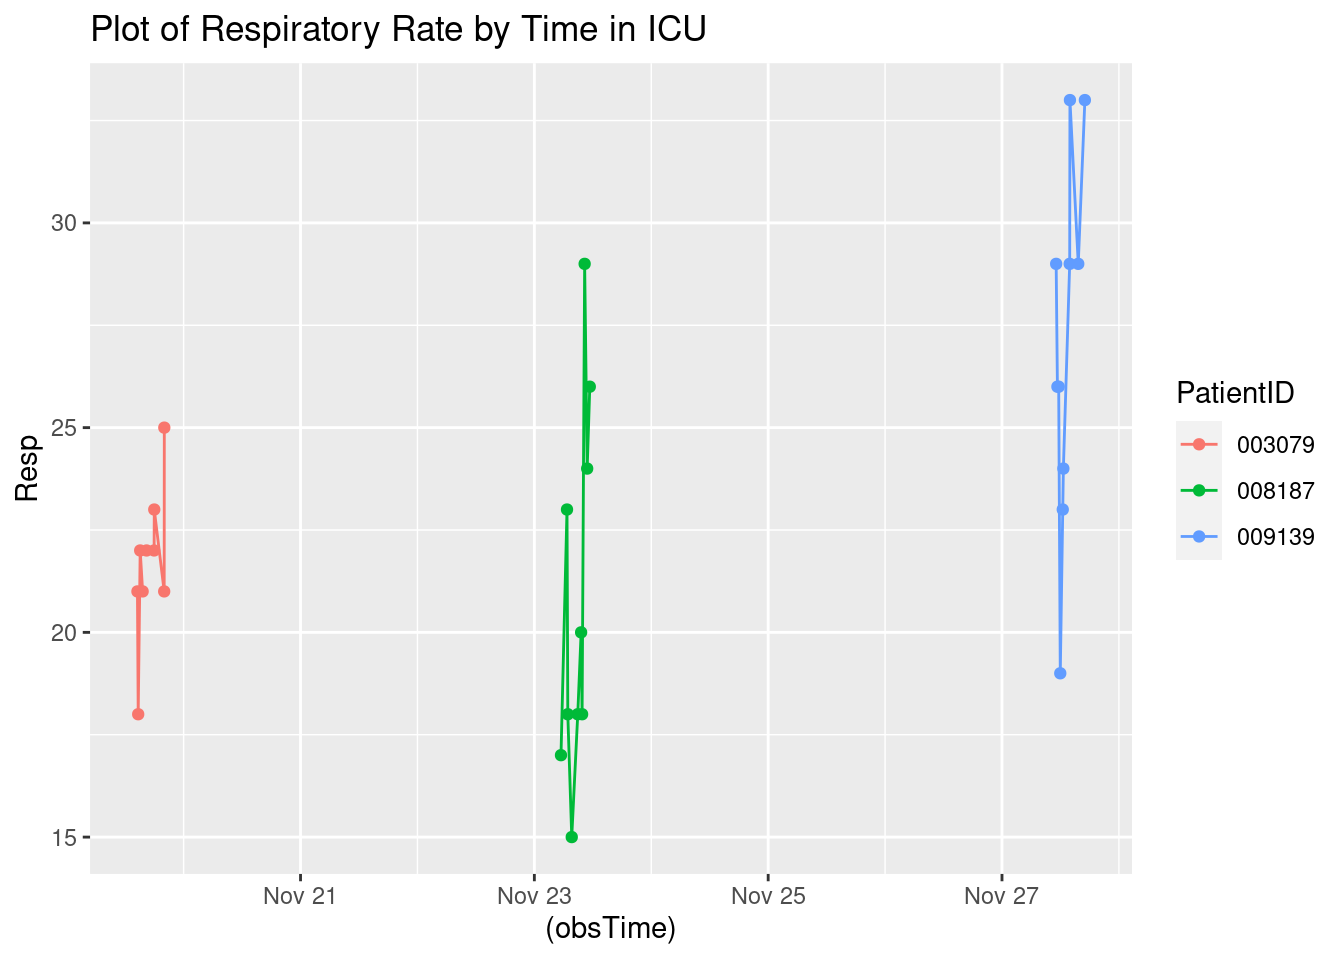 Plot of Respiratory Rate by Time in ICU
Resp
30
25
20
15
Nov 21
Nov 23
Nov 25
Nov 27
(obsTime)
PatientID
003079
008187
009139